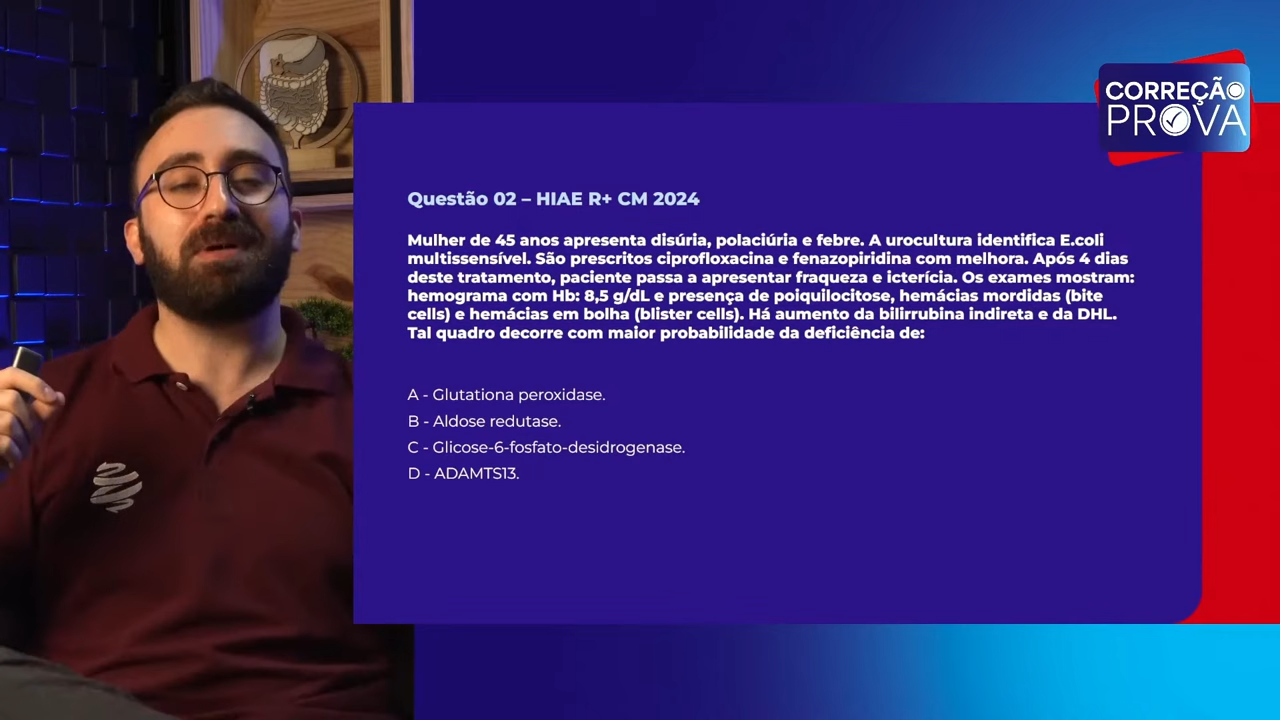 CORREÇÃO
PROVA
Questão 02 – HIAE R+ CM 2024
Mulher de 45 anos apresenta disúria, polaciúria e febre. A urocultura identifica E.coli
multissensível. São prescritos ciprofloxacina e fenazopiridina com melhora. Após 4 dias
deste tratamento, paciente passa a apresentar fraqueza e icterícia. Os exames mostram:
hemograma com Hb: 8,5 g/dL e presença de poiquilocitose, hemácias mordidas (bite
cells) e hemácias em bolha (blister cells). Há aumento da bilirrubina indireta e da DHL.
Tal quadro decorre com maior probabilidade da deficiência de:
A - Glutationa peroxidase.
B - Aldose redutase.
C - Glicose-6-fosfato-desidrogenase.
D - ADAMTS13.